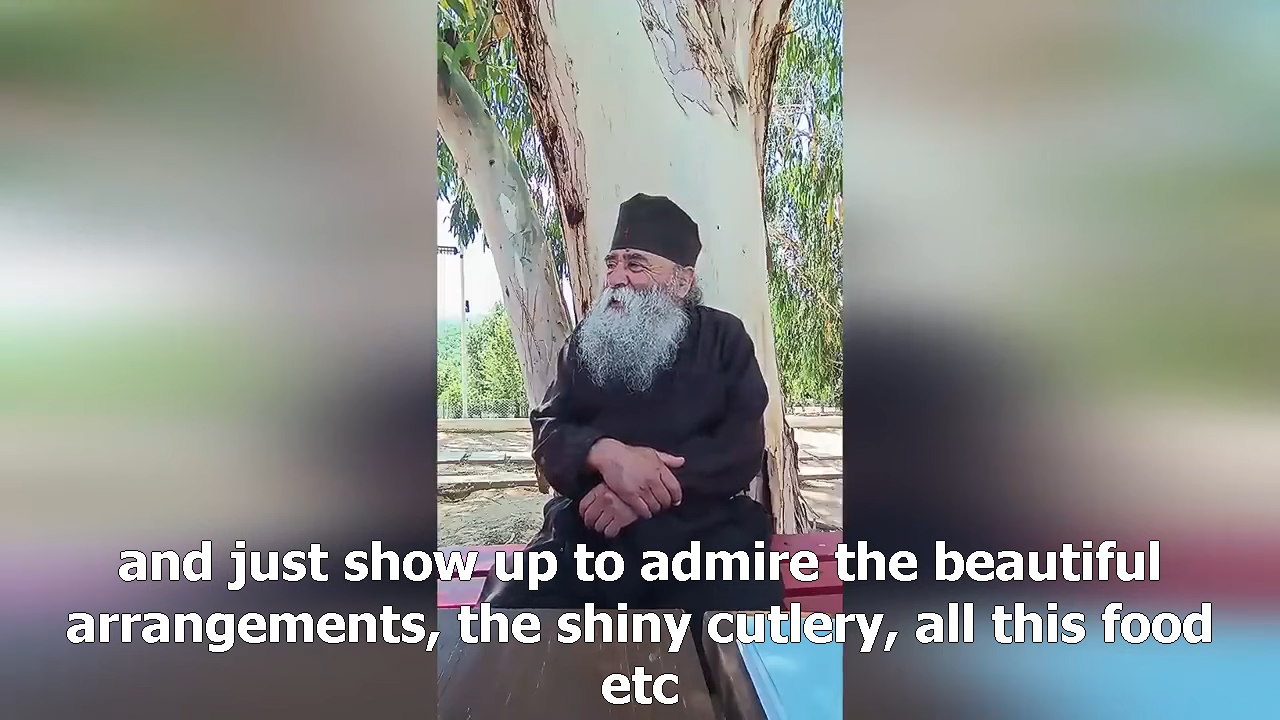 and just show up to admire the beautiful
arrangements, the shiny cutlery, all this food
etc